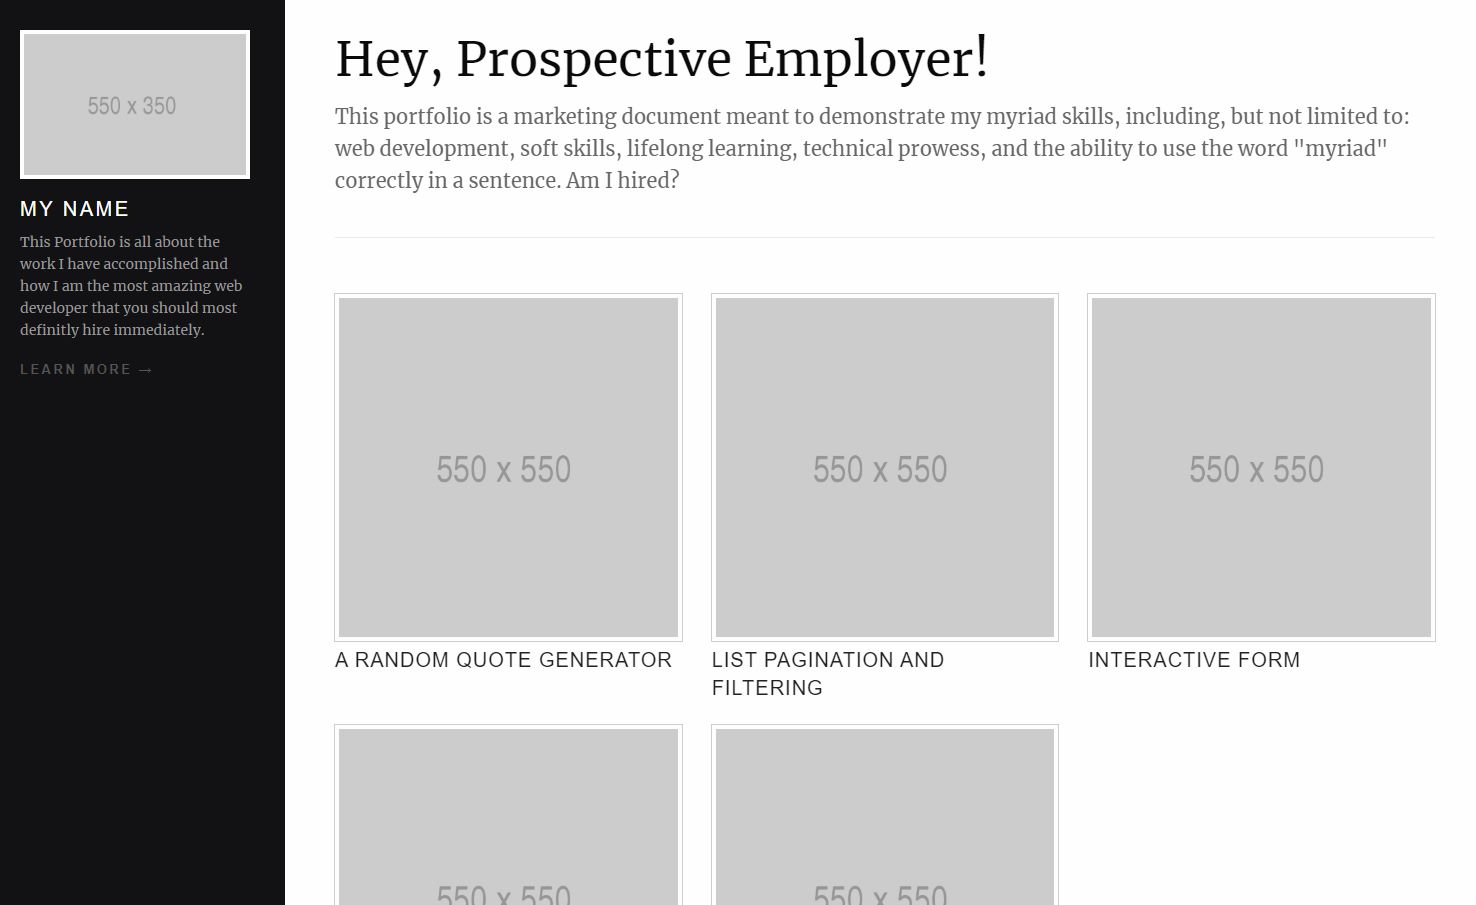 550 x 350
MY NAME
This Portfolio is all about the
work I have accomplished and
how I am the most amazing web
developer that you should most
definitly hire immediately.
LEARN MORE →
Hey, Prospective Employer!
This portfolio is a marketing document meant to demonstrate my myriad skills, including, but not limited to:
web development, soft skills, lifelong learning, technical prowess, and the ability to use the word "myriad"
correctly in a sentence. Am I hired?
550 x 550
550 x 550
550 x 550
A RANDOM QUOTE GENERATOR
LIST PAGINATION AND
FILTERING
INTERACTIVE FORM
550 x 550
550 x 550